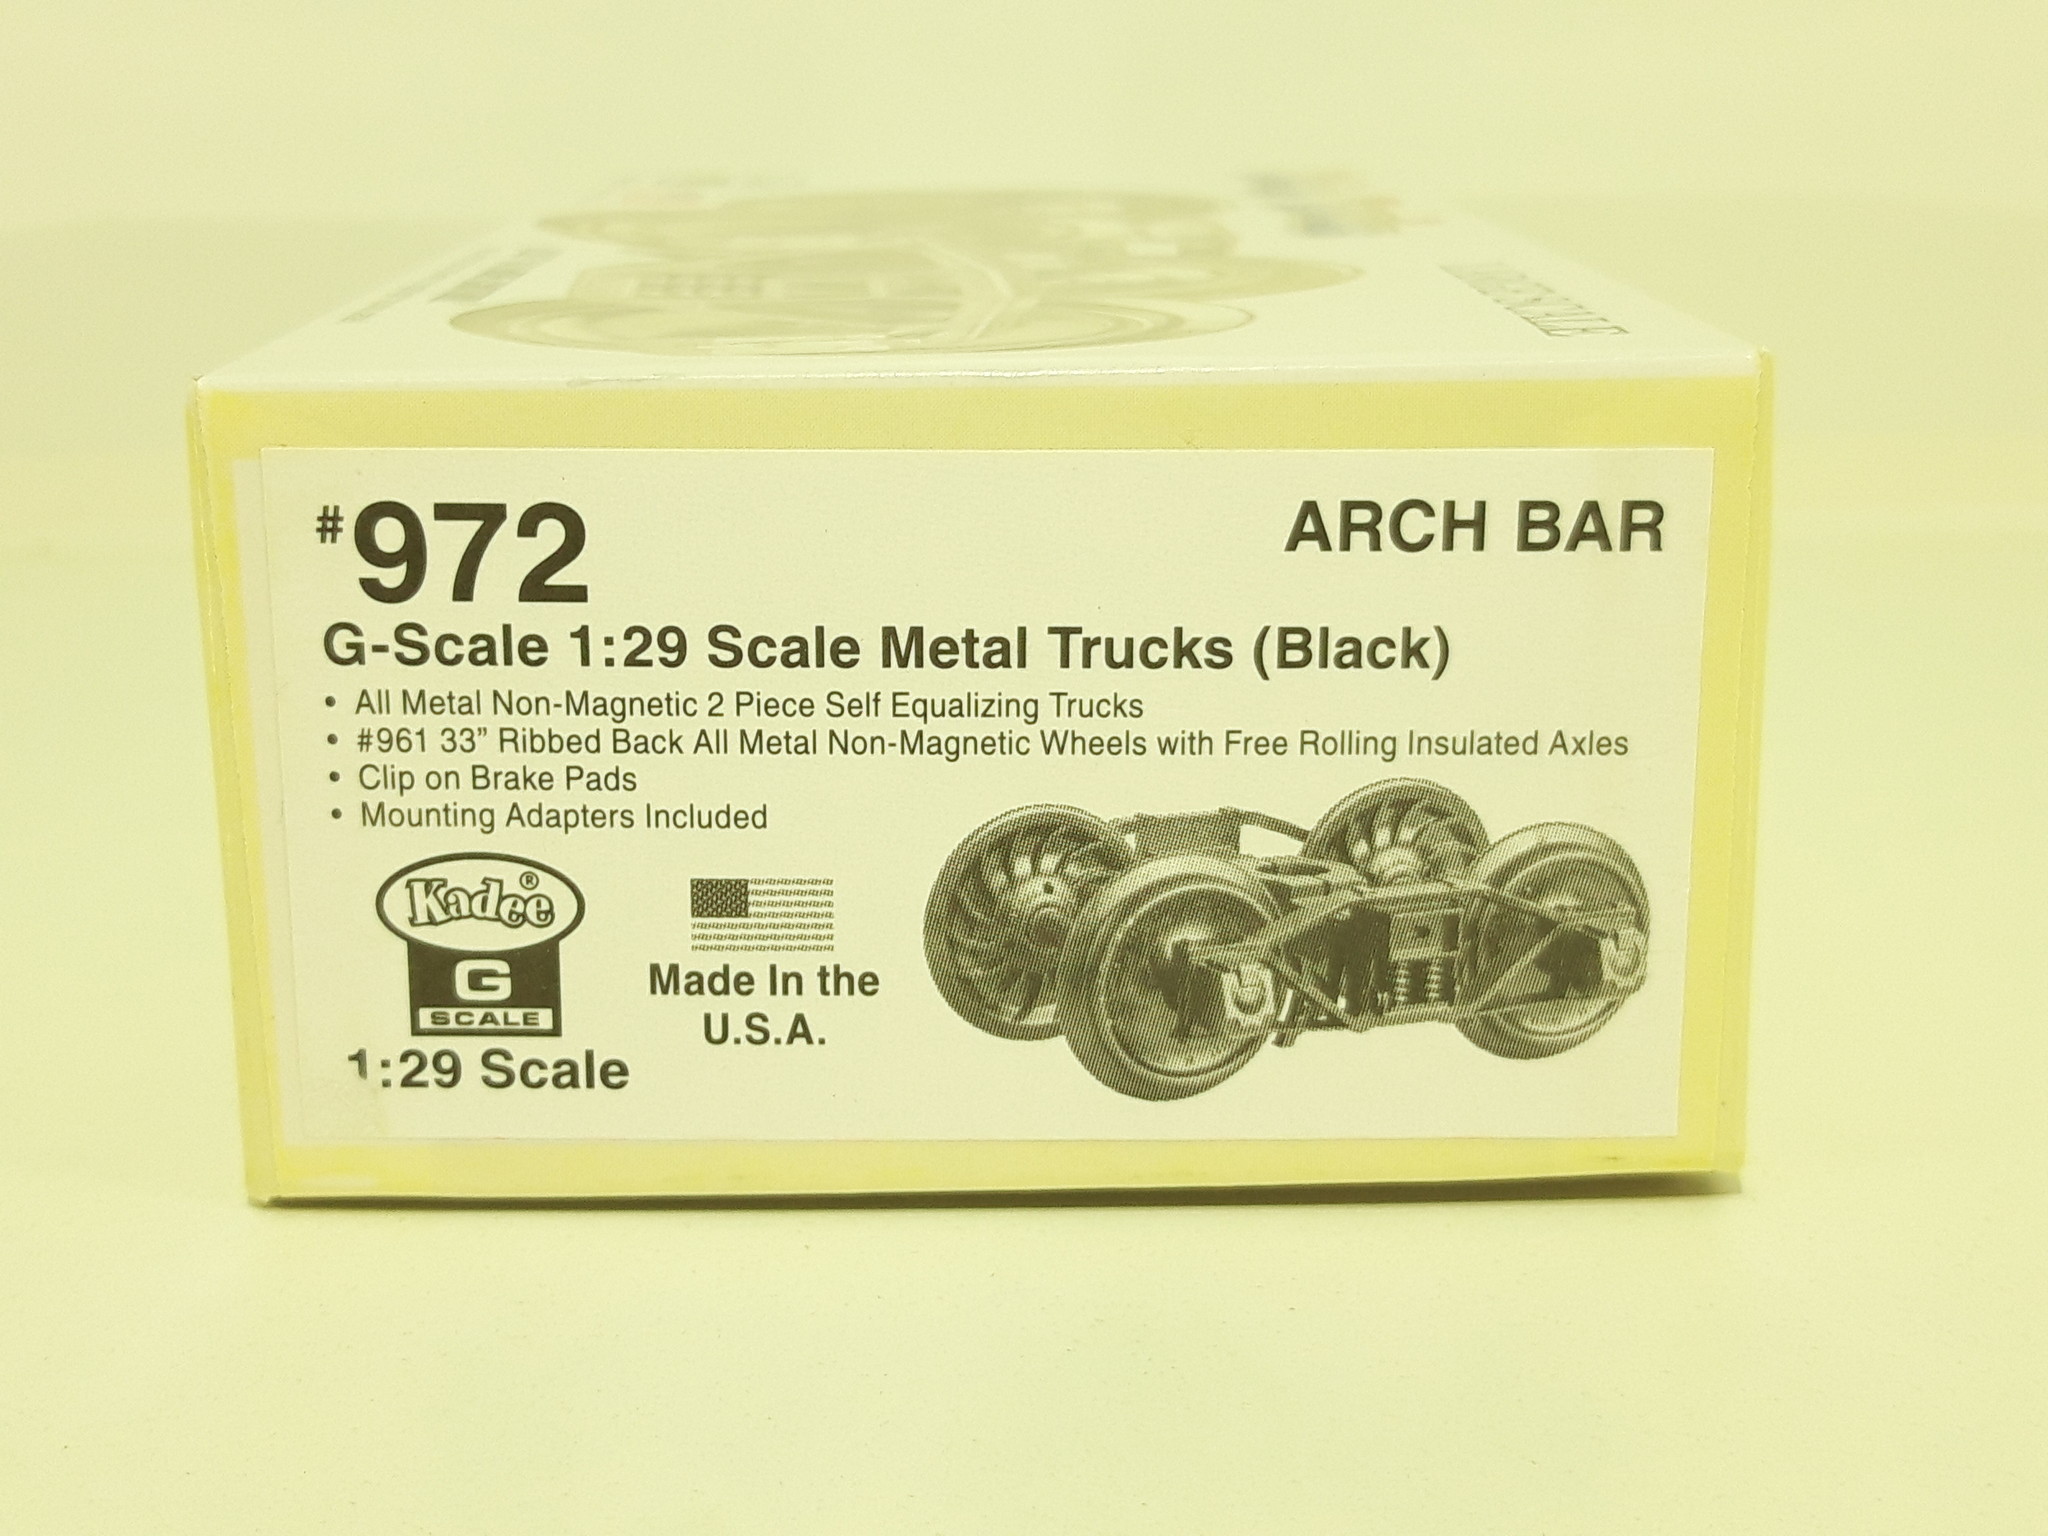 #972
ARCH BAR
G-Scale 1:29 Scale Metal Trucks (Black)
• All Metal Non-Magnetic 2 Piece Self Equalizing Trucks
• #961 33” Ribbed Back All Metal Non-Magnetic Wheels with Free Rolling Insulated Axles
• Clip on Brake Pads
• Mounting Adapters Included
Kadee®
G
SCALE
1:29 Scale
Made In the
U.S.A.